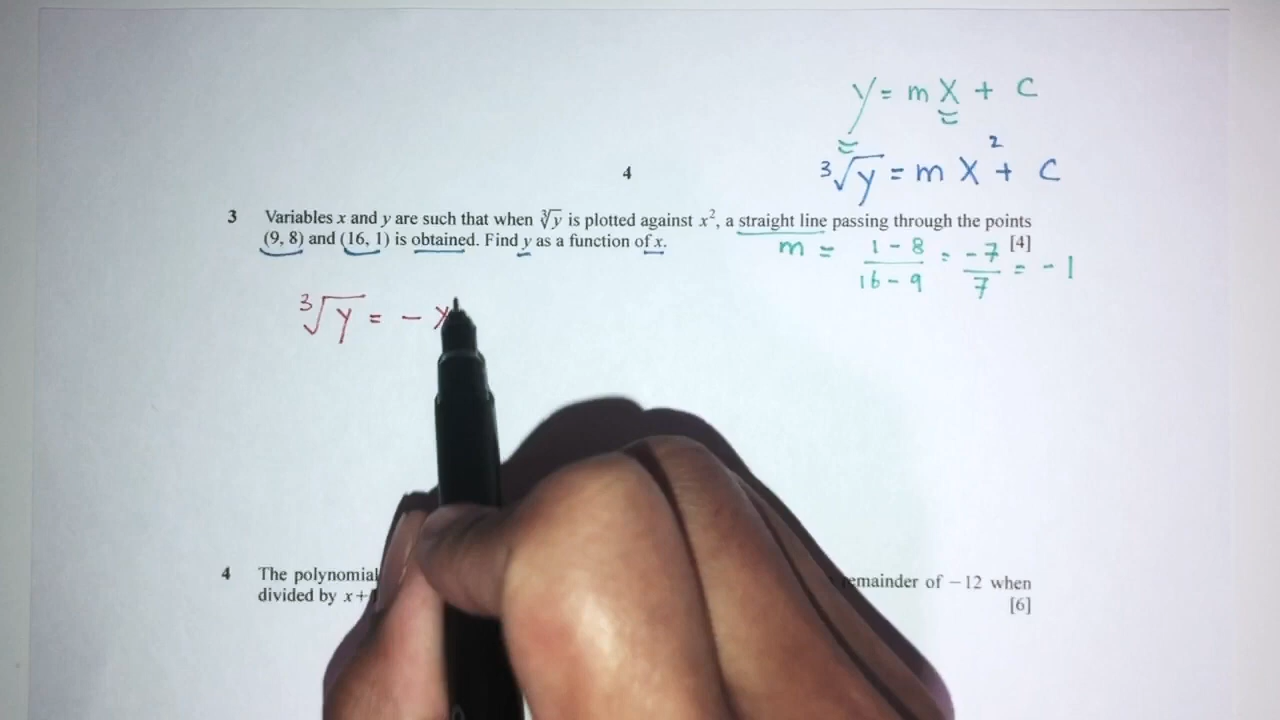 y = m X + C
∛y = m X² + C
4
3 Variables x and y are such that when ∛y is plotted against x², a straight line passing through the points
(9, 8) and (16, 1) is obtained. Find y as a function of x. [4]
m = 1 - 8 / 16 - 9 = -7 / 7 = -1
∛y = - x
4 The polynomial remainder of −12 when
divided by x+ [6]